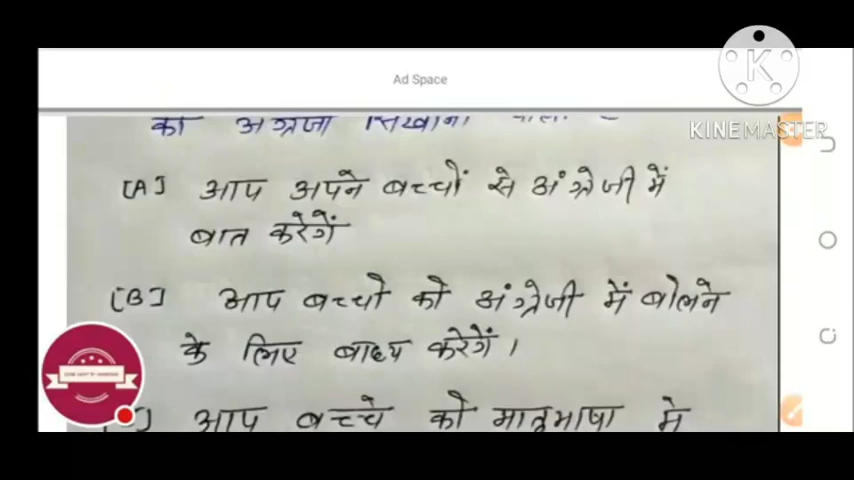 Ad Space
K
KINEMASTER
को अंग्रेजी सिखाना
[A] आप अपने बच्चों से अंग्रेजी में
बात करेगें
[B] आप बच्चो को अंग्रेजी में बोलने
के लिए बाध्य करेगें।
आप बच्चे को मातृभाषा मे